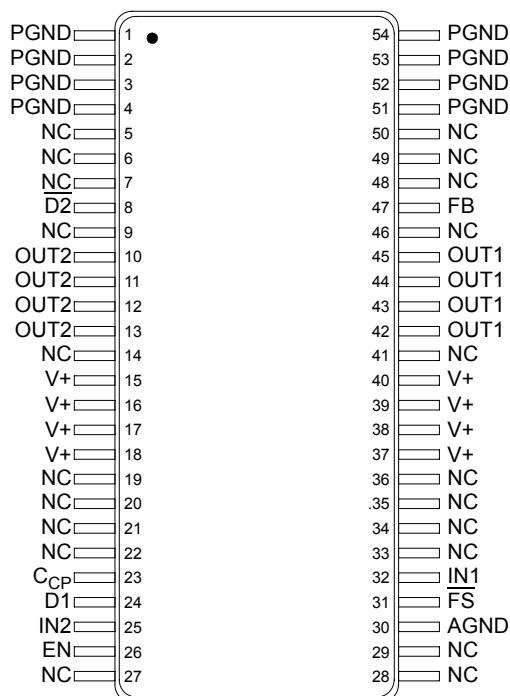 PGND 1 54 PGND
PGND 2 53 PGND
PGND 3 52 PGND
PGND 4 51 PGND
NC 5 50 NC
NC 6 49 NC
NC 7 48 NC
D̅2̅ 8 47 FB
NC 9 46 NC
OUT2 10 45 OUT1
OUT2 11 44 OUT1
OUT2 12 43 OUT1
OUT2 13 42 OUT1
NC 14 41 NC
V+ 15 40 V+
V+ 16 39 V+
V+ 17 38 V+
V+ 18 37 V+
NC 19 36 NC
NC 20 .35 NC
NC 21 34 NC
NC 22 33 NC
CCP 23 32 IN1
D1 24 31 F̅S̅
IN2 25 30 AGND
EN 26 29 NC
NC 27 28 NC